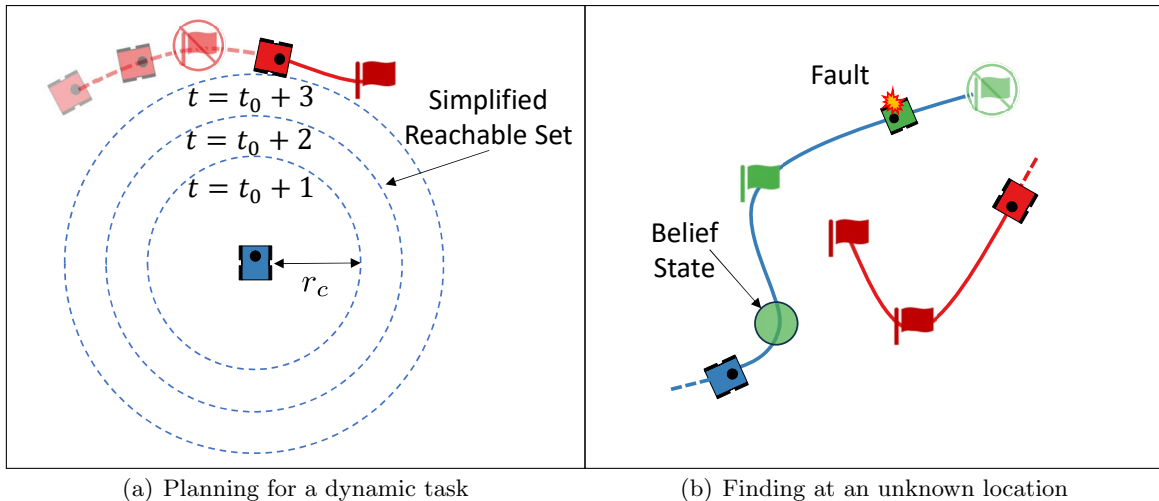 t = t₀ + 3
t = t₀ + 2
t = t₀ + 1
Simplified
Reachable Set
r_c
Fault
Belief
State
(a) Planning for a dynamic task
(b) Finding at an unknown location